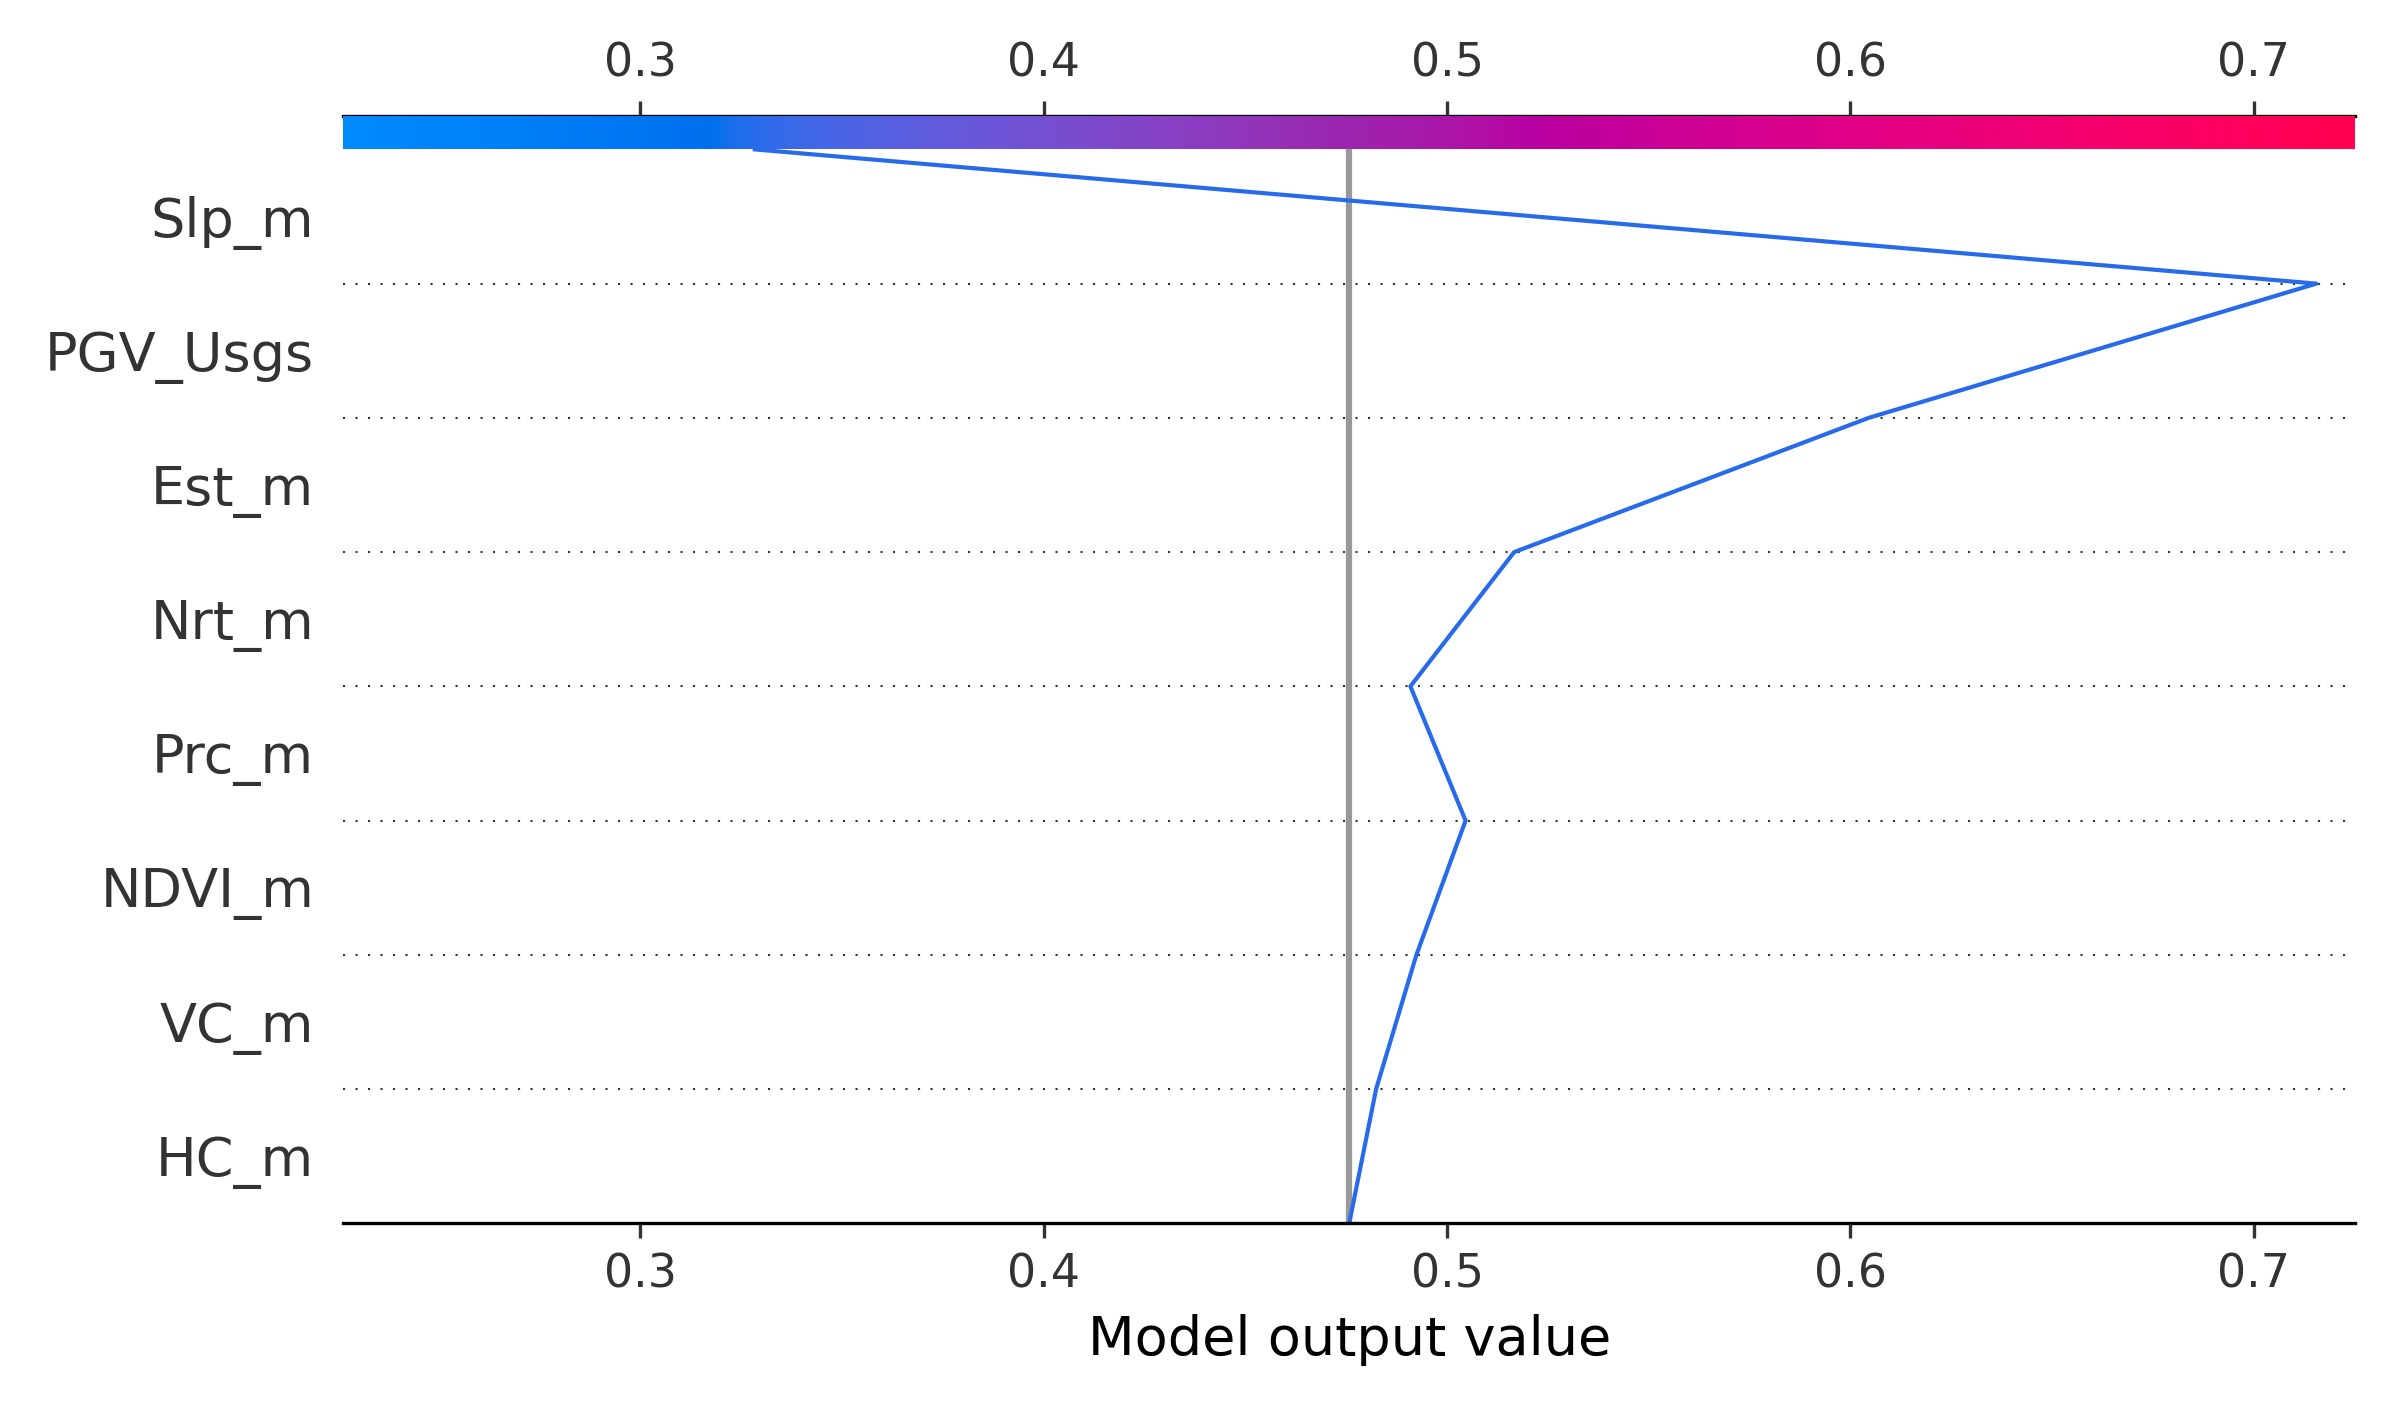 0.3 0.4 0.5 0.6 0.7
Slp_m
PGV_Usgs
Est_m
Nrt_m
Prc_m
NDVI_m
VC_m
HC_m
0.3 0.4 0.5 0.6 0.7
Model output value